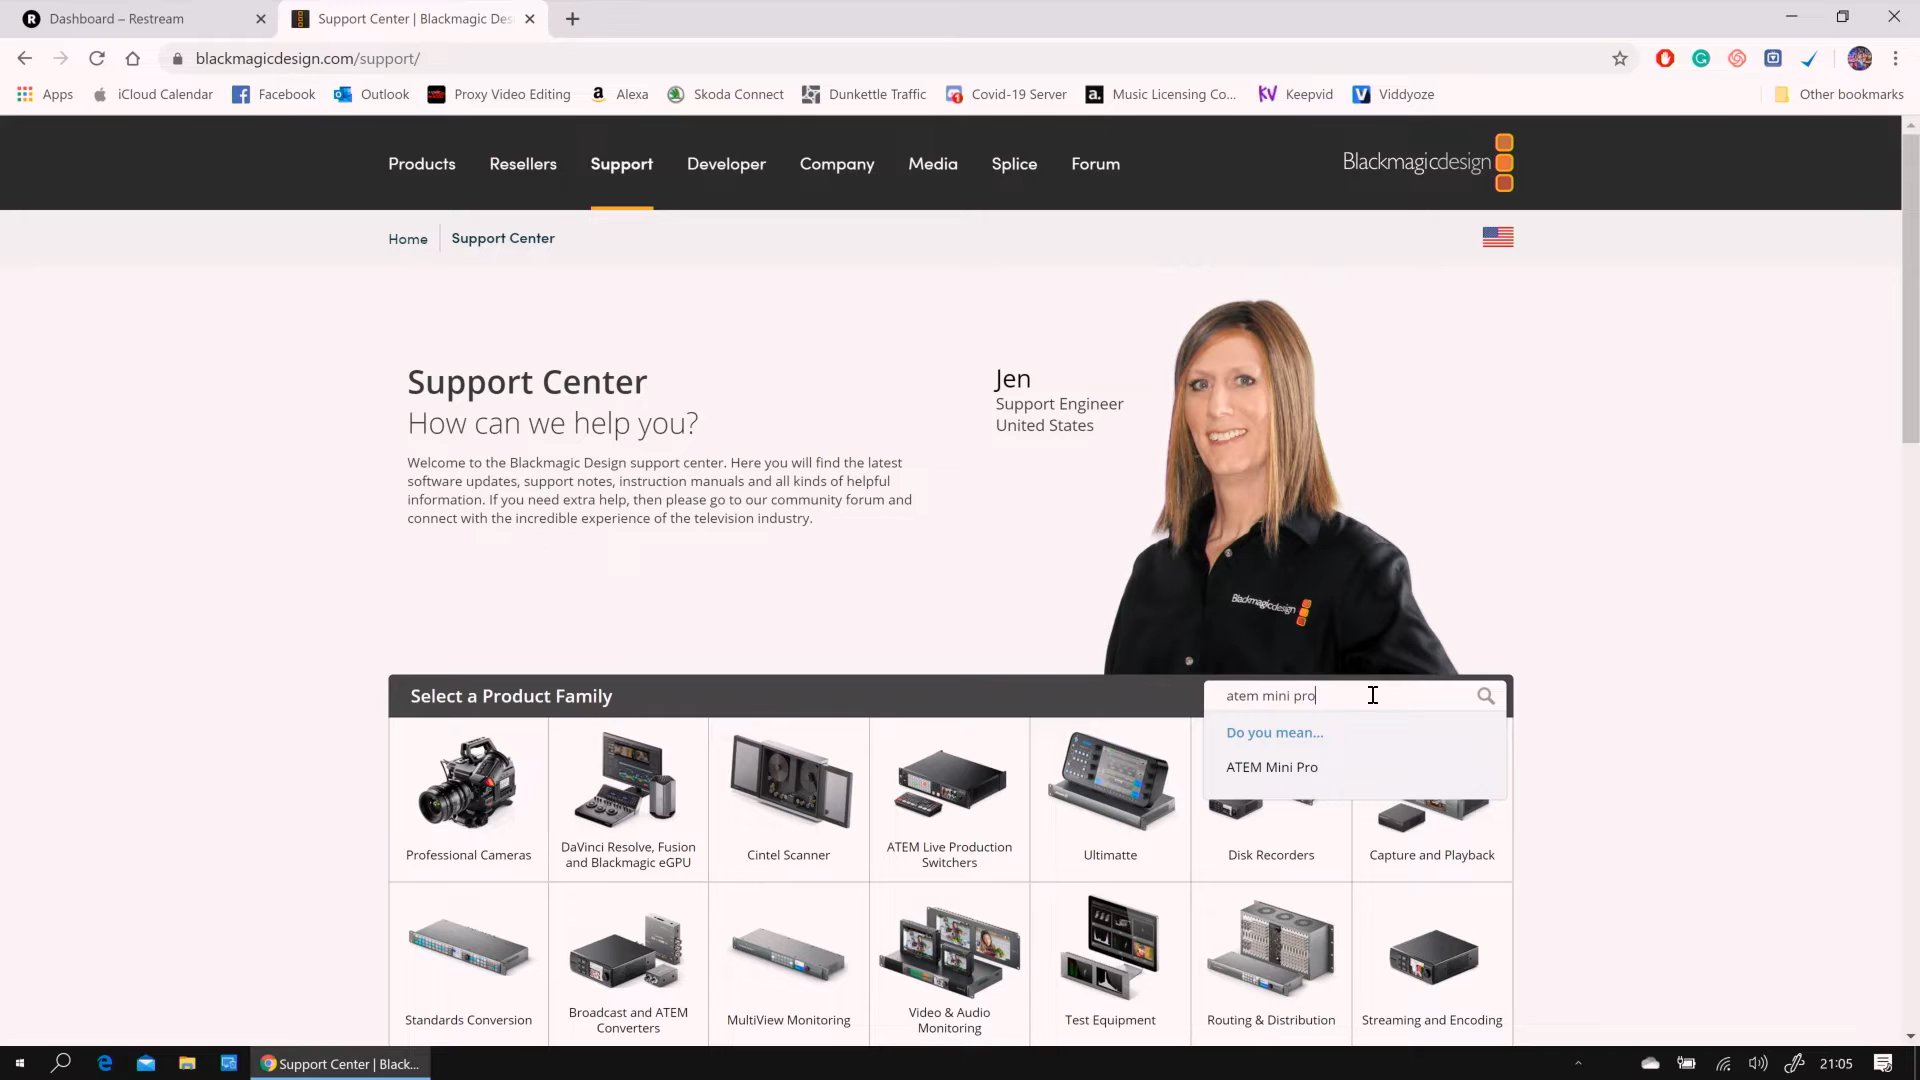 Dashboard – Restream
Support Center | Blackmagic Des
blackmagicdesign.com/support/
Apps
iCloud Calendar
Facebook
Outlook
Proxy Video Editing
Alexa
Skoda Connect
Dunkettle Traffic
Covid-19 Server
Music Licensing Co...
Keepvid
Viddyoze
Other bookmarks
Products
Resellers
Support
Developer
Company
Media
Splice
Forum
Blackmagicdesign
Home
Support Center
Support Center
How can we help you?
Welcome to the Blackmagic Design support center. Here you will find the latest
software updates, support notes, instruction manuals and all kinds of helpful
information. If you need extra help, then please go to our community forum and
connect with the incredible experience of the television industry.
Jen
Support Engineer
United States
Blackmagicdesign
Select a Product Family
atem mini pro
Do you mean...
ATEM Mini Pro
Professional Cameras
DaVinci Resolve, Fusion
and Blackmagic eGPU
Cintel Scanner
ATEM Live Production
Switchers
Ultimatte
Disk Recorders
Capture and Playback
Standards Conversion
Broadcast and ATEM
Converters
MultiView Monitoring
Video & Audio
Monitoring
Test Equipment
Routing & Distribution
Streaming and Encoding
Support Center | Black...
21:05